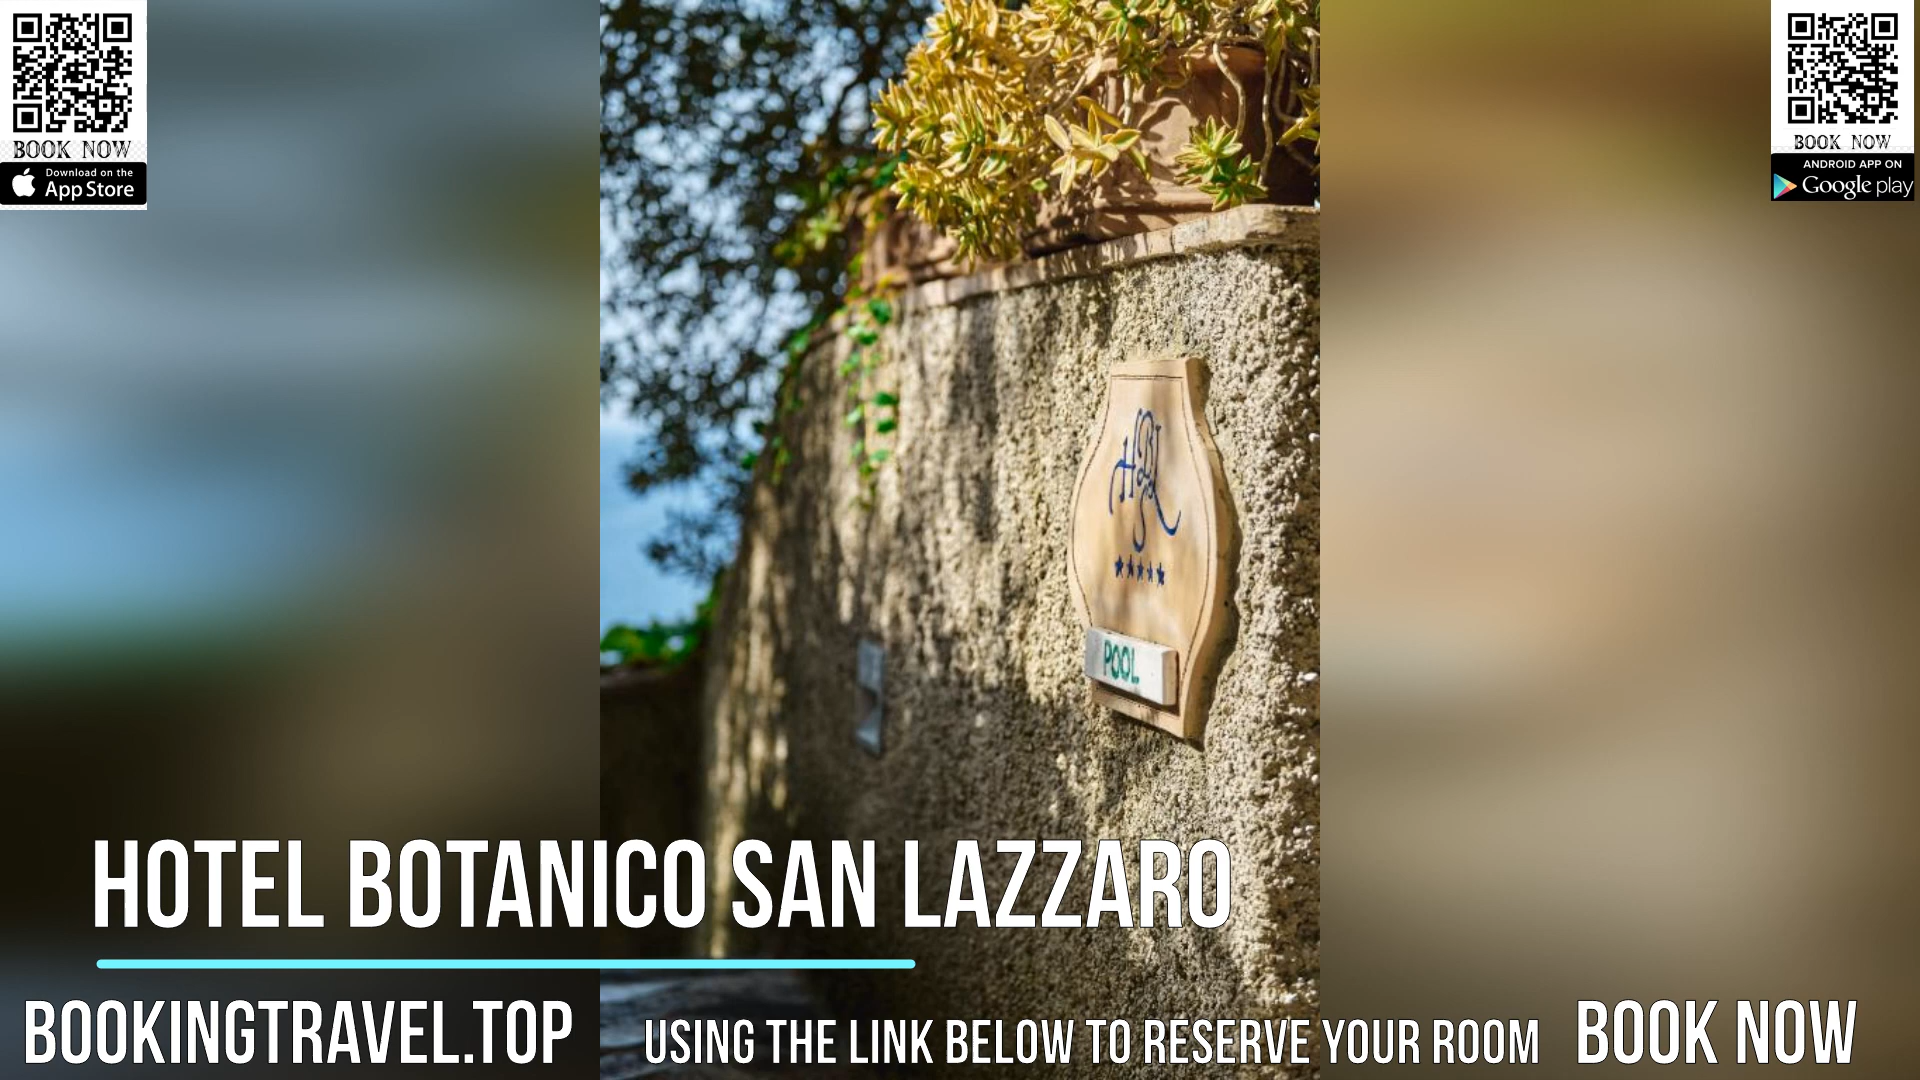 BOOK NOW
Download on the
App Store
BOOK NOW
ANDROID APP ON
Google play
HBSL
POOL
HOTEL BOTANICO SAN LAZZARO
BOOKINGTRAVEL.TOP
USING THE LINK BELOW TO RESERVE YOUR ROOM
BOOK NOW